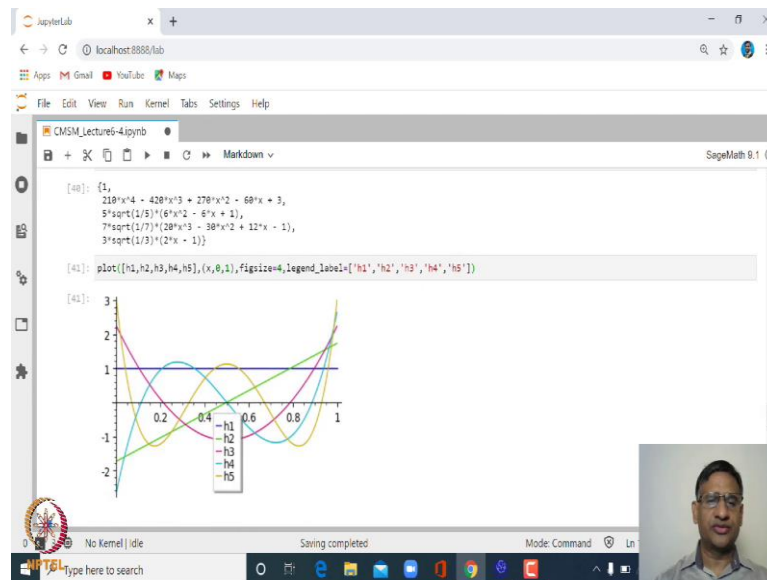 JupyterLab
localhost:8888/lab
Apps Gmail YouTube Maps
File Edit View Run Kernel Tabs Settings Help
CMSM_Lecture6-4.ipynb
Markdown SageMath 9.1
[40]: {1,
210*x^4 - 420*x^3 + 270*x^2 - 60*x + 3,
5*sqrt(1/5)*(6*x^2 - 6*x + 1),
7*sqrt(1/7)*(20*x^3 - 30*x^2 + 12*x - 1),
3*sqrt(1/3)*(2*x - 1)}
[41]: plot([h1,h2,h3,h4,h5],(x,0,1),figsize=4,legend_label=['h1','h2','h3','h4','h5'])
[41]:
3
2
1
0.2 0.4 0.6 0.8 1
-1
-2
h1
h2
h3
h4
h5
No Kernel | Idle Saving completed Mode: Command Ln
NPTEL
Type here to search